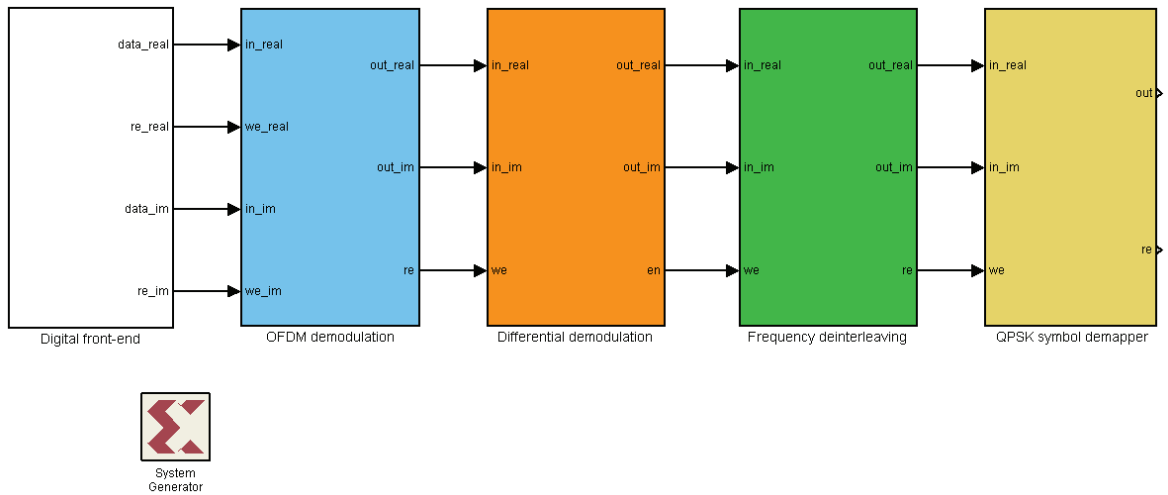 data_real
in_real
out_real
in_real
out_real
in_real
out_real
in_real
out
re_real
we_real
out_im
in_im
out_im
in_im
out_im
in_im
data_im
in_im
re
we
en
we
re
we
re
re_im
we_im
Digital front-end
OFDM demodulation
Differential demodulation
Frequency deinterleaving
QPSK symbol demapper
System
Generator